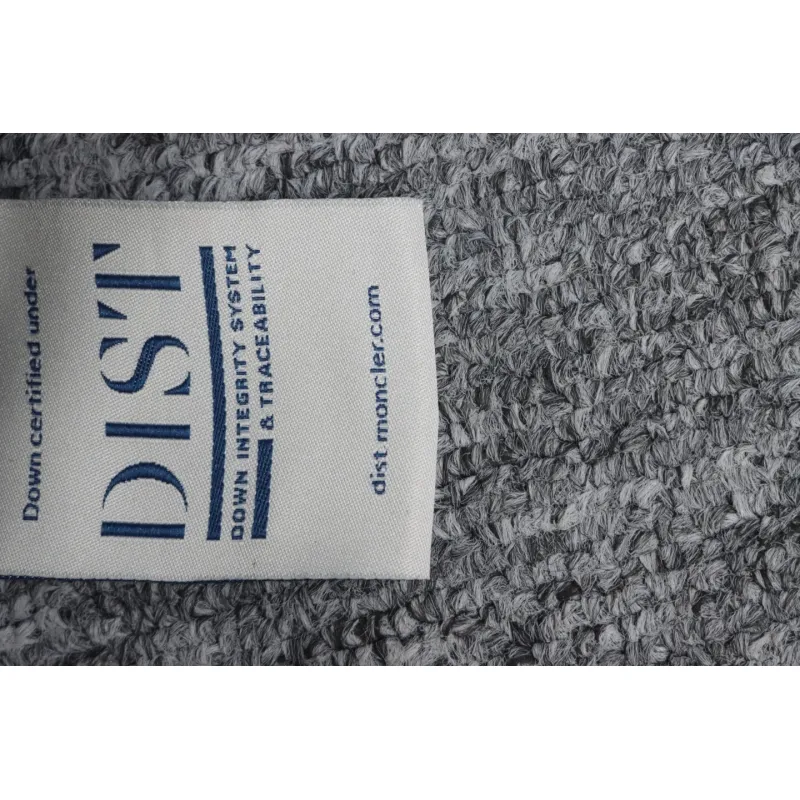 Down certified under
DIST
DOWN INTEGRITY SYSTEM
& TRACEABILITY
dist.moncler.com